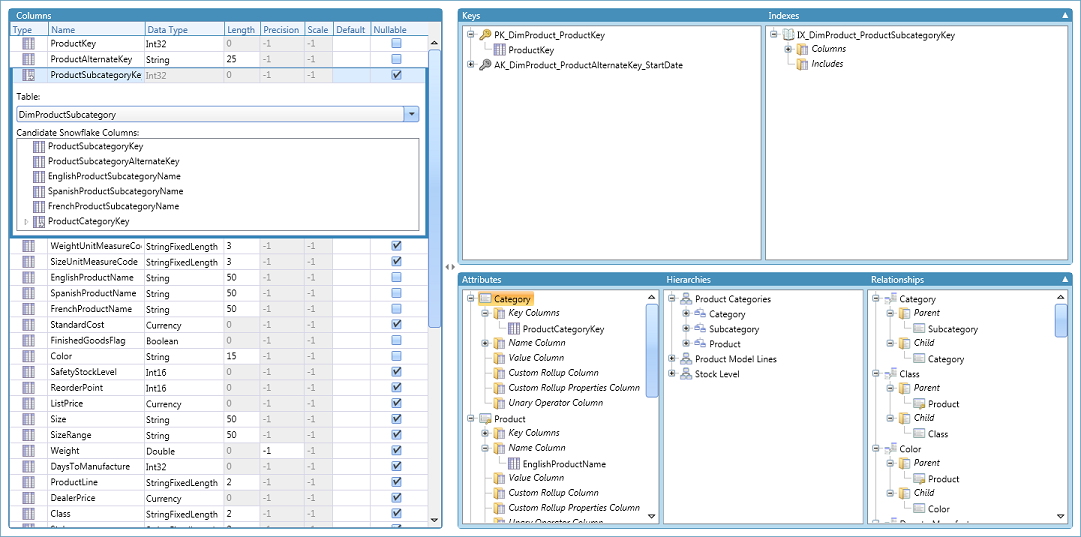 Columns
Type Name Data Type Length Precision Scale Default Nullable
ProductKey Int32 0 -1 -1
ProductAlternateKey String 25 -1 -1
ProductSubcategoryKe Int32 0 -1 -1
Table:
DimProductSubcategory
Candidate Snowflake Columns:
ProductSubcategoryKey
ProductSubcategoryAlternateKey
EnglishProductSubcategoryName
SpanishProductSubcategoryName
FrenchProductSubcategoryName
ProductCategoryKey
WeightUnitMeasureCo StringFixedLength 3 -1 -1
SizeUnitMeasureCode StringFixedLength 3 -1 -1
EnglishProductName String 50 -1 -1
SpanishProductName String 50 -1 -1
FrenchProductName String 50 -1 -1
StandardCost Currency 0 -1 -1
FinishedGoodsFlag Boolean 0 -1 -1
Color String 15 -1 -1
SafetyStockLevel Int16 0 -1 -1
ReorderPoint Int16 0 -1 -1
ListPrice Currency 0 -1 -1
Size String 50 -1 -1
SizeRange String 50 -1 -1
Weight Double 0 -1 -1
DaysToManufacture Int32 0 -1 -1
ProductLine StringFixedLength 2 -1 -1
DealerPrice Currency 0 -1 -1
Class StringFixedLength 2 -1 -1
Keys
PK_DimProduct_ProductKey
ProductKey
AK_DimProduct_ProductAlternateKey_StartDate
Indexes
IX_DimProduct_ProductSubcategoryKey
Columns
Includes
Attributes
Category
Key Columns
ProductCategoryKey
Name Column
Value Column
Custom Rollup Column
Custom Rollup Properties Column
Unary Operator Column
Product
Key Columns
Name Column
EnglishProductName
Value Column
Custom Rollup Column
Custom Rollup Properties Column
Unary Operator Column
Hierarchies
Product Categories
Category
Subcategory
Product
Product Model Lines
Stock Level
Relationships
Category
Parent
Subcategory
Child
Category
Class
Parent
Product
Child
Class
Color
Parent
Product
Child
Color